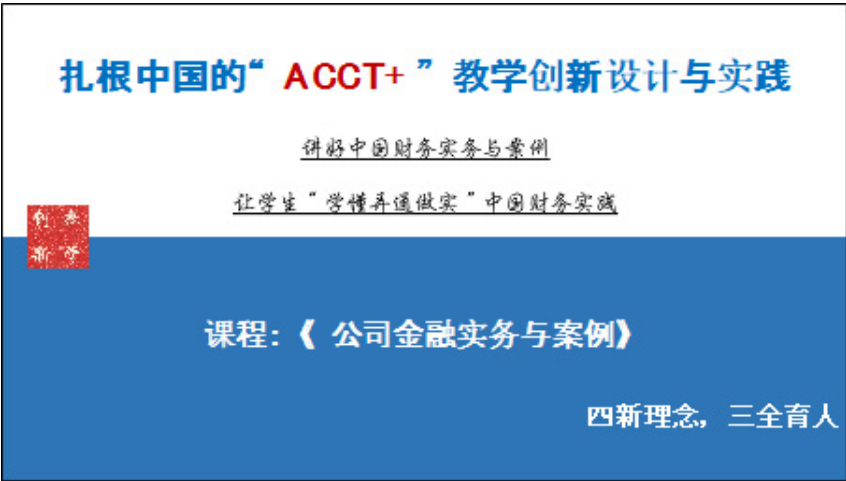 扎根中国的“ACCT+”教学创新设计与实践
讲好中国财务实务与案例
让学生“学懂弄通做实”中国财务实践
课程:《 公司金融实务与案例》
四新理念，三全育人